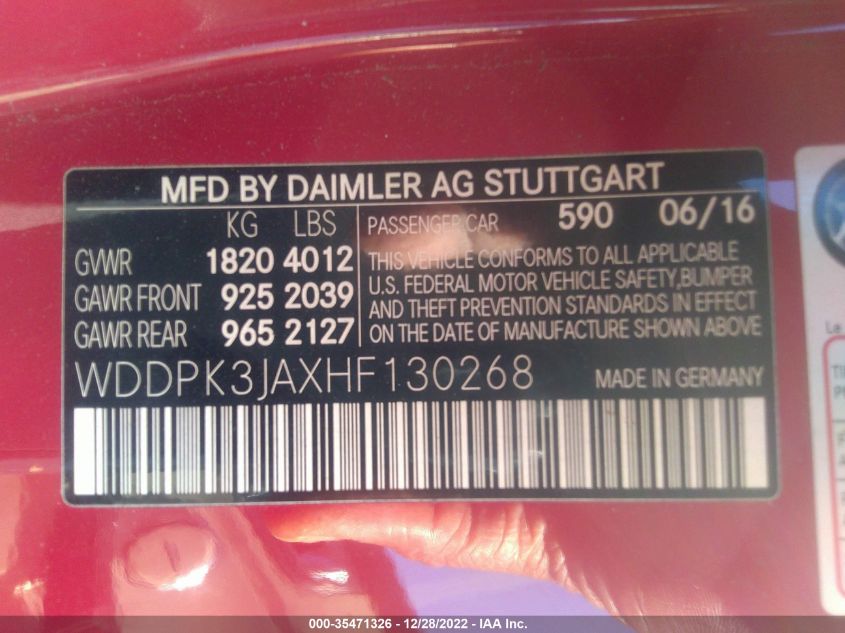 MFD BY DAIMLER AG STUTTGART
KG LBS
GVWR 1820 4012
GAWR FRONT 925 2039
GAWR REAR 965 2127
PASSENGER CAR 590 06/16
THIS VEHICLE CONFORMS TO ALL APPLICABLE
U.S. FEDERAL MOTOR VEHICLE SAFETY,BUMPER
AND THEFT PREVENTION STANDARDS IN EFFECT
ON THE DATE OF MANUFACTURE SHOWN ABOVE
WDDPK3JAXHF130268 MADE IN GERMANY
La
000-35471326 - 12/28/2022 - IAA Inc.